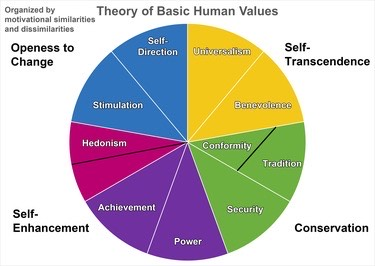 Organized by
motivational similarities
and dissimilarities
Theory of Basic Human Values
Openess to
Change
Self-
Direction
Universalism
Self-
Transcendence
Stimulation
Benevolence
Hedonism
Conformity
Tradition
Self-
Enhancement
Achievement
Security
Conservation
Power